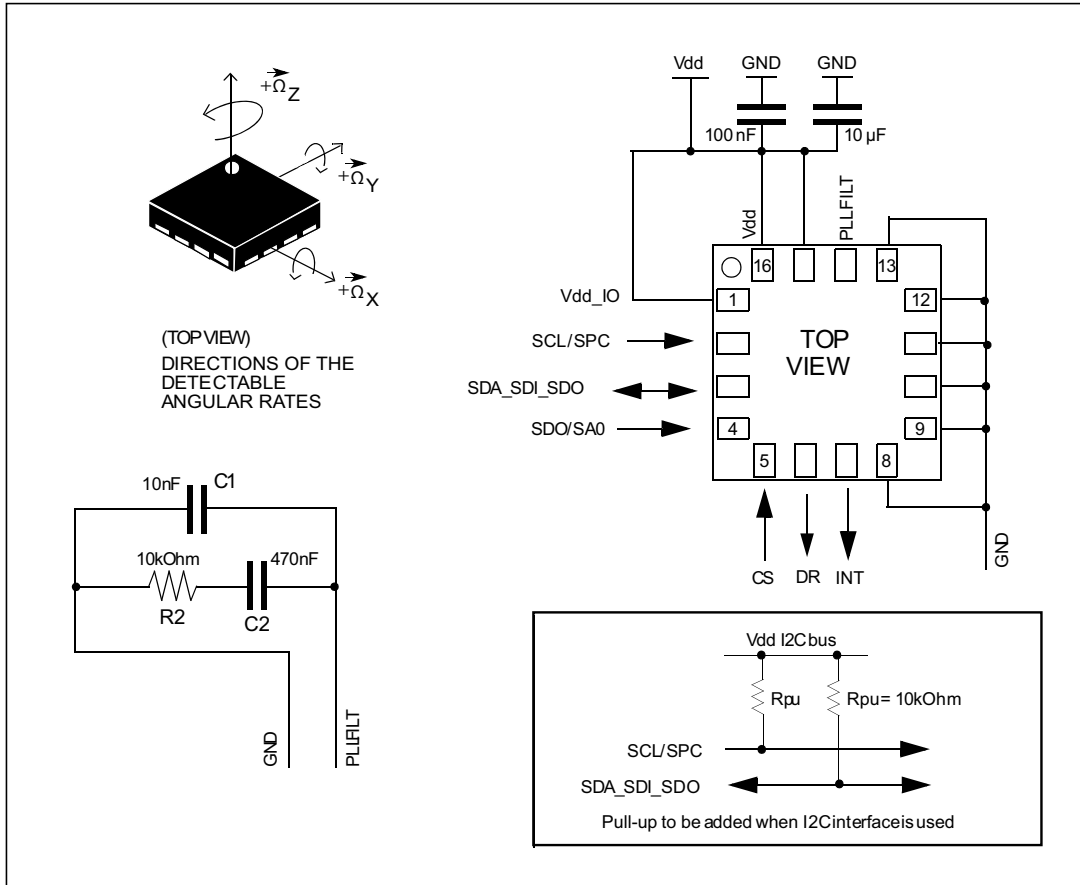 +Ω Z
+Ω Y
+Ω X
(TOP VIEW)
DIRECTIONS OF THE
DETECTABLE
ANGULAR RATES
Vdd
GND
GND
100 nF
10 µF
Vdd
PLLFILT
16
13
Vdd_IO
1
12
SCL/SPC
TOP
VIEW
SDA_SDI_SDO
SDO/SA0
4
9
5
8
CS
DR
INT
GND
10nF
C1
10kOhm
470nF
R2
C2
GND
PLLFILT
Vdd I2C bus
Rpu
Rpu= 10kOhm
SCL/SPC
SDA_SDI_SDO
Pull-up to be added when I2C interface is used